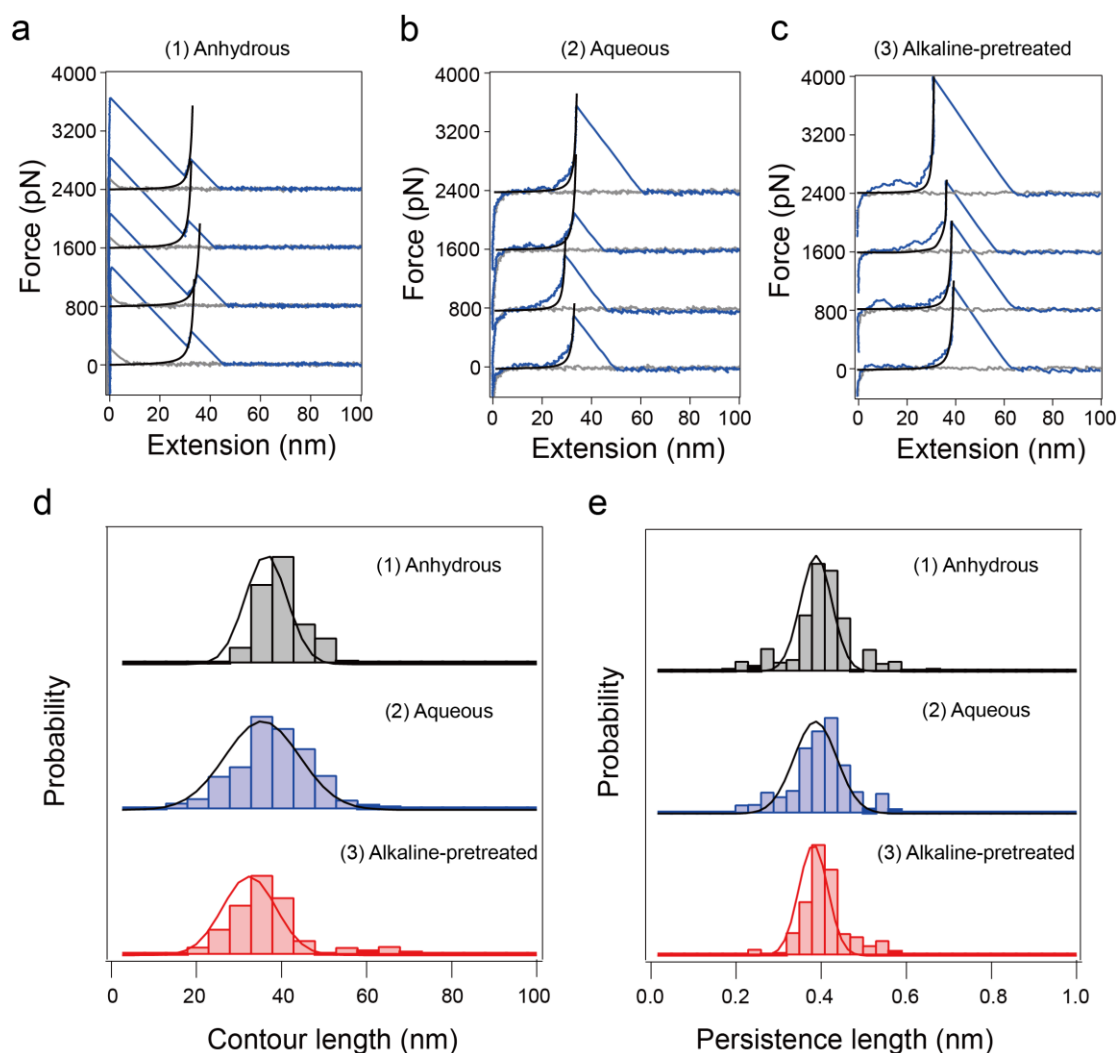 a
(1) Anhydrous
Force (pN)
4000
3200
2400
1600
800
0
0 20 40 60 80 100
Extension (nm)
b
(2) Aqueous
Force (pN)
4000
3200
2400
1600
800
0
0 20 40 60 80 100
Extension (nm)
c
(3) Alkaline-pretreated
Force (pN)
4000
3200
2400
1600
800
0
0 20 40 60 80 100
Extension (nm)
d
Probability
(1) Anhydrous
(2) Aqueous
(3) Alkaline-pretreated
0 20 40 60 80 100
Contour length (nm)
e
Probability
(1) Anhydrous
(2) Aqueous
(3) Alkaline-pretreated
0.0 0.2 0.4 0.6 0.8 1.0
Persistence length (nm)